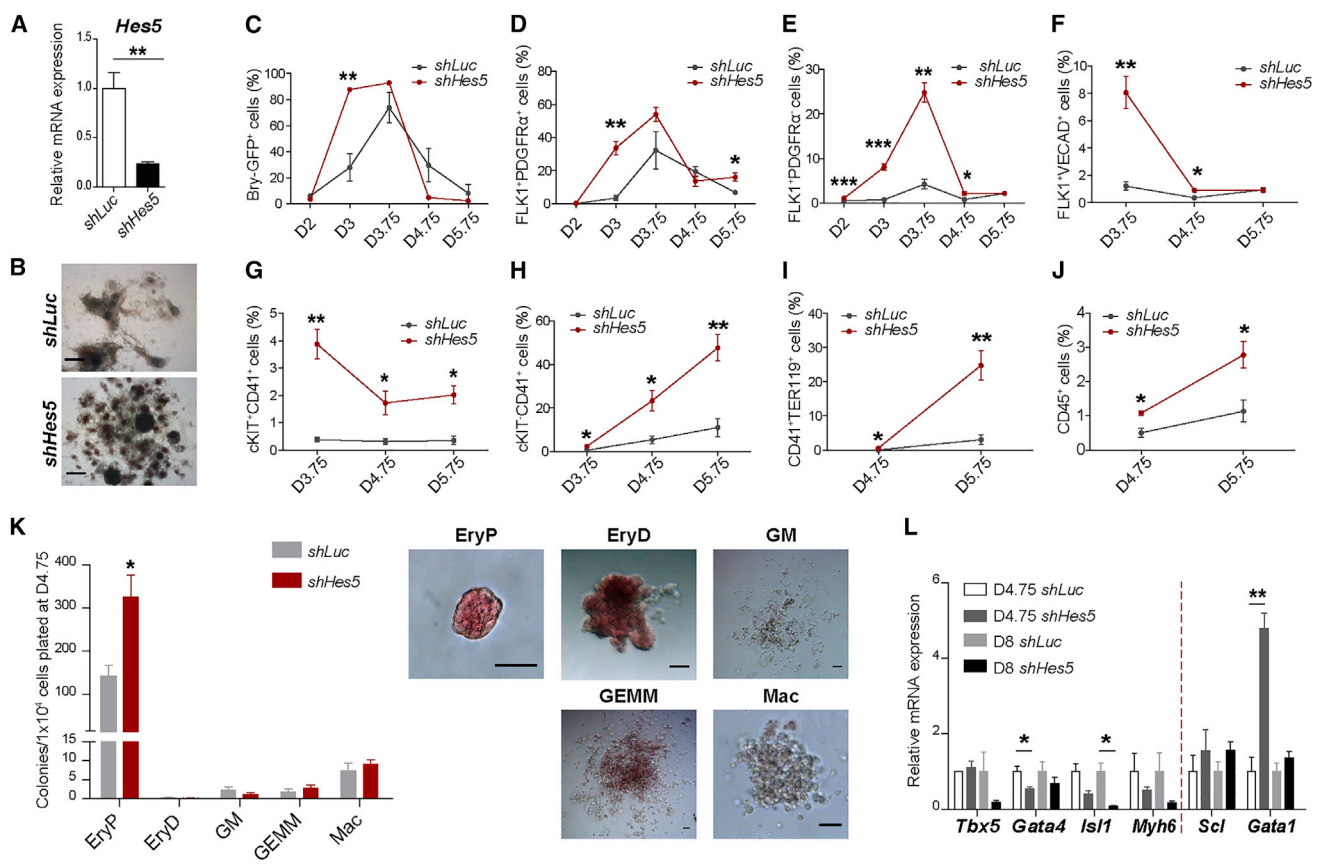 A
Hes5
Relative mRNA expression
1.5
1.0
0.5
0.0
**
shLuc
shHes5
B
shLuc
shHes5
C
Bry-GFP⁺ cells (%)
100
80
60
40
20
0
**
shLuc
shHes5
D2
D3
D3.75
D4.75
D5.75
D
FLK1⁺PDGFRα⁺ cells (%)
80
60
40
20
0
**
*
shLuc
shHes5
D2
D3
D3.75
D4.75
D5.75
E
FLK1⁺PDGFRα⁻ cells (%)
30
20
10
0
***
***
**
*
shLuc
shHes5
D2
D3
D3.75
D4.75
D5.75
F
FLK1⁺VECAD⁺ cells (%)
10
8
6
4
2
0
**
*
shLuc
shHes5
D3.75
D4.75
D5.75
G
cKIT⁺CD41⁺ cells (%)
5
4
3
2
1
0
**
*
*
shLuc
shHes5
D3.75
D4.75
D5.75
H
cKIT⁻CD41⁺ cells (%)
60
40
20
0
*
*
**
shLuc
shHes5
D3.75
D4.75
D5.75
I
CD41⁺TER119⁺ cells (%)
40
30
20
10
0
*
**
shLuc
shHes5
D4.75
D5.75
J
CD45⁺ cells (%)
4
3
2
1
0
*
*
shLuc
shHes5
D4.75
D5.75
K
Colonies/1x10⁴ cells plated at D4.75
400
300
200
100
15
10
5
0
*
shLuc
shHes5
EryP
EryD
GM
GEMM
Mac
EryP
EryD
GM
GEMM
Mac
L
Relative mRNA expression
6
4
2
0
D4.75 shLuc
D4.75 shHes5
D8 shLuc
D8 shHes5
*
*
**
Tbx5
Gata4
Isl1
Myh6
Scl
Gata1